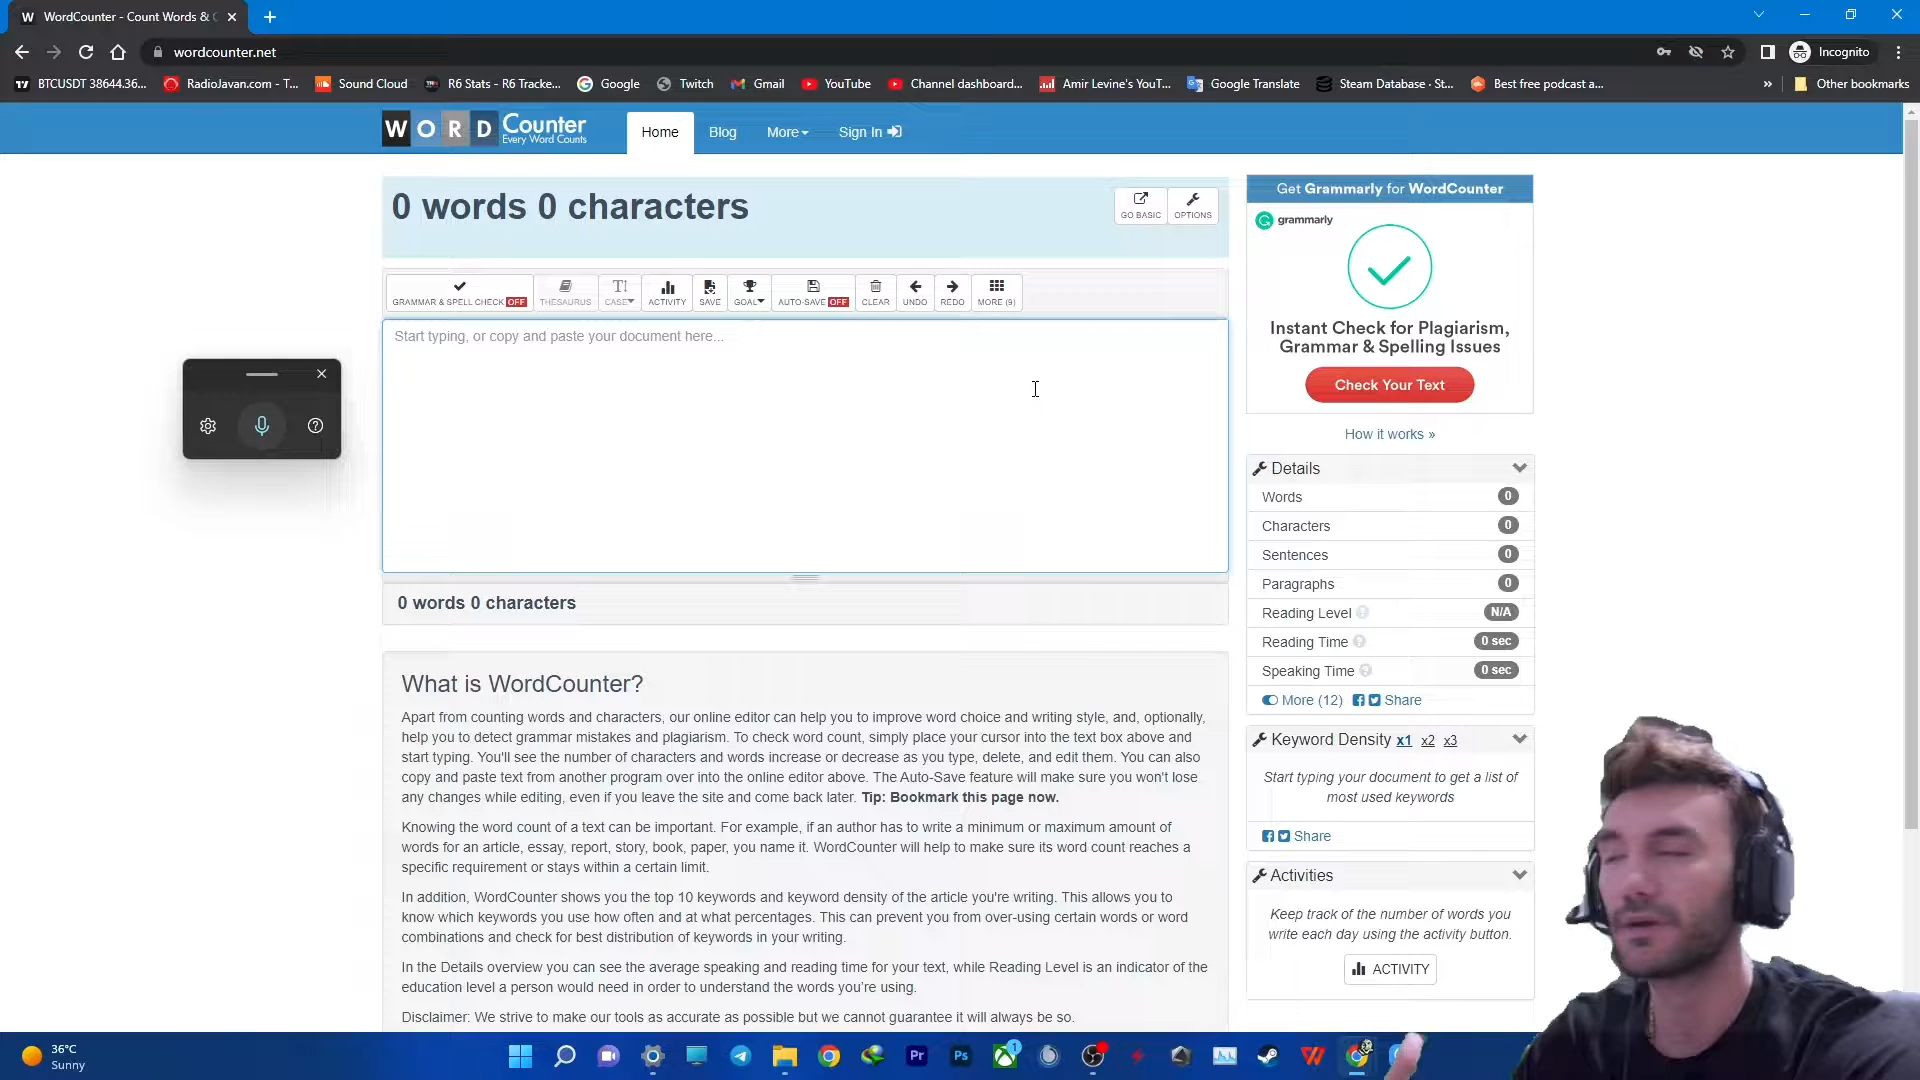 WordCounter - Count Words & C
wordcounter.net
Incognito
BTCUSDT 38644.36...
RadioJavan.com - T...
Sound Cloud
R6 Stats - R6 Tracke...
Google
Twitch
Gmail
YouTube
Channel dashboard...
Amir Levine's YouT...
Google Translate
Steam Database · St...
Best free podcast a...
»
Other bookmarks
WORD Counter
Every Word Counts
Home
Blog
More
Sign In
0 words 0 characters
GO BASIC
OPTIONS
GRAMMAR & SPELL CHECK OFF
THESAURUS
CASE
ACTIVITY
SAVE
GOAL
AUTO-SAVE OFF
CLEAR
UNDO
REDO
MORE (9)
Start typing, or copy and paste your document here...
0 words 0 characters
What is WordCounter?
Apart from counting words and characters, our online editor can help you to improve word choice and writing style, and, optionally,
help you to detect grammar mistakes and plagiarism. To check word count, simply place your cursor into the text box above and
start typing. You'll see the number of characters and words increase or decrease as you type, delete, and edit them. You can also
copy and paste text from another program over into the online editor above. The Auto-Save feature will make sure you won't lose
any changes while editing, even if you leave the site and come back later. Tip: Bookmark this page now.
Knowing the word count of a text can be important. For example, if an author has to write a minimum or maximum amount of
words for an article, essay, report, story, book, paper, you name it. WordCounter will help to make sure its word count reaches a
specific requirement or stays within a certain limit.
In addition, WordCounter shows you the top 10 keywords and keyword density of the article you're writing. This allows you to
know which keywords you use how often and at what percentages. This can prevent you from over-using certain words or word
combinations and check for best distribution of keywords in your writing.
In the Details overview you can see the average speaking and reading time for your text, while Reading Level is an indicator of the
education level a person would need in order to understand the words you're using.
Disclaimer: We strive to make our tools as accurate as possible but we cannot guarantee it will always be so.
Get Grammarly for WordCounter
grammarly
Instant Check for Plagiarism,
Grammar & Spelling Issues
Check Your Text
How it works »
Details
Words 0
Characters 0
Sentences 0
Paragraphs 0
Reading Level N/A
Reading Time 0 sec
Speaking Time 0 sec
More (12) Share
Keyword Density x1 x2 x3
Start typing your document to get a list of
most used keywords
Share
Activities
Keep track of the number of words you
write each day using the activity button.
ACTIVITY
36°C
Sunny
Pr
Ps
1